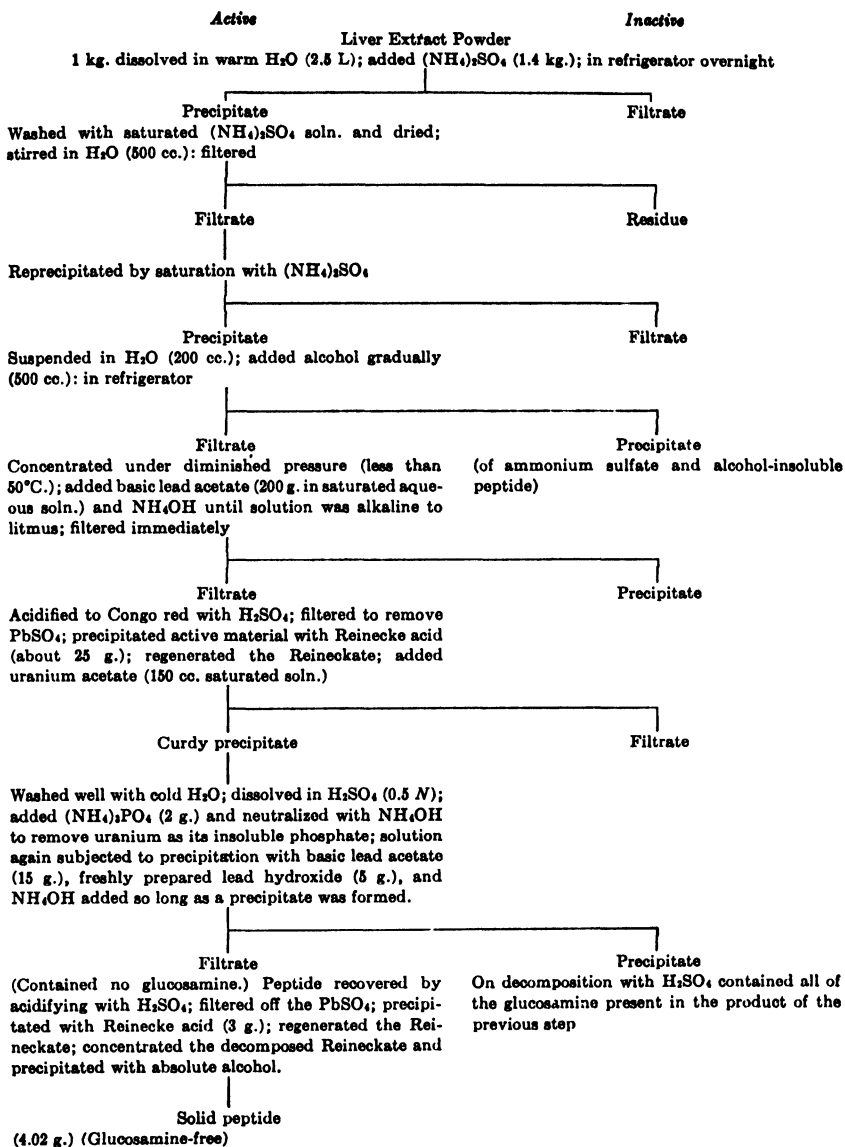 Active Inactive
Liver Extract Powder
1 kg. dissolved in warm H₂O (2.5 L); added (NH₄)₂SO₄ (1.4 kg.); in refrigerator overnight
Precipitate Filtrate
Washed with saturated (NH₄)₂SO₄ soln. and dried;
stirred in H₂O (500 cc.): filtered
Filtrate Residue
Reprecipitated by saturation with (NH₄)₂SO₄
Precipitate Filtrate
Suspended in H₂O (200 cc.); added alcohol gradually
(500 cc.): in refrigerator
Filtrate Precipitate
Concentrated under diminished pressure (less than
50°C.); added basic lead acetate (200 g. in saturated aque-
ous soln.) and NH₄OH until solution was alkaline to
litmus; filtered immediately
(of ammonium sulfate and alcohol-insoluble
peptide)
Filtrate Precipitate
Acidified to Congo red with H₂SO₄; filtered to remove
PbSO₄; precipitated active material with Reinecke acid
(about 25 g.); regenerated the Reineckate; added
uranium acetate (150 cc. saturated soln.)
Curdy precipitate Filtrate
Washed well with cold H₂O; dissolved in H₂SO₄ (0.5 N);
added (NH₄)₃PO₄ (2 g.) and neutralized with NH₄OH
to remove uranium as its insoluble phosphate; solution
again subjected to precipitation with basic lead acetate
(15 g.), freshly prepared lead hydroxide (5 g.), and
NH₄OH added so long as a precipitate was formed.
Filtrate Precipitate
(Contained no glucosamine.) Peptide recovered by
acidifying with H₂SO₄; filtered off the PbSO₄; precipi-
tated with Reinecke acid (3 g.); regenerated the Rei-
neckate; concentrated the decomposed Reineckate and
precipitated with absolute alcohol.
On decomposition with H₂SO₄ contained all of
the glucosamine present in the product of the
previous step
Solid peptide
(4.02 g.) (Glucosamine-free)